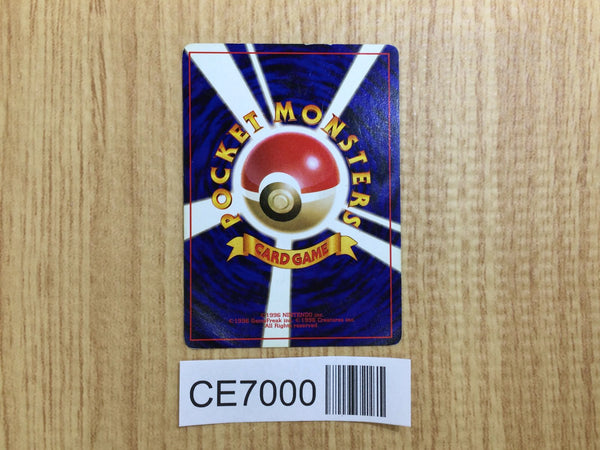 POCKET MONSTERS
CARD GAME
©1996 NINTENDO inc.
©1996 GameFreak inc. ©1996 Creatures inc.
All Rights reserved.
CE7000